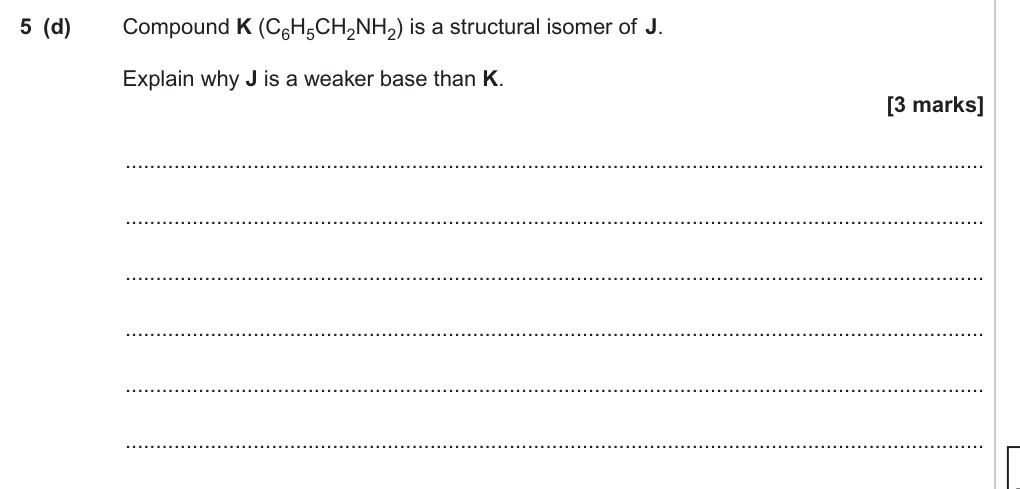 5 (d) Compound K (C₆H₅CH₂NH₂) is a structural isomer of J.
Explain why J is a weaker base than K.
[3 marks]